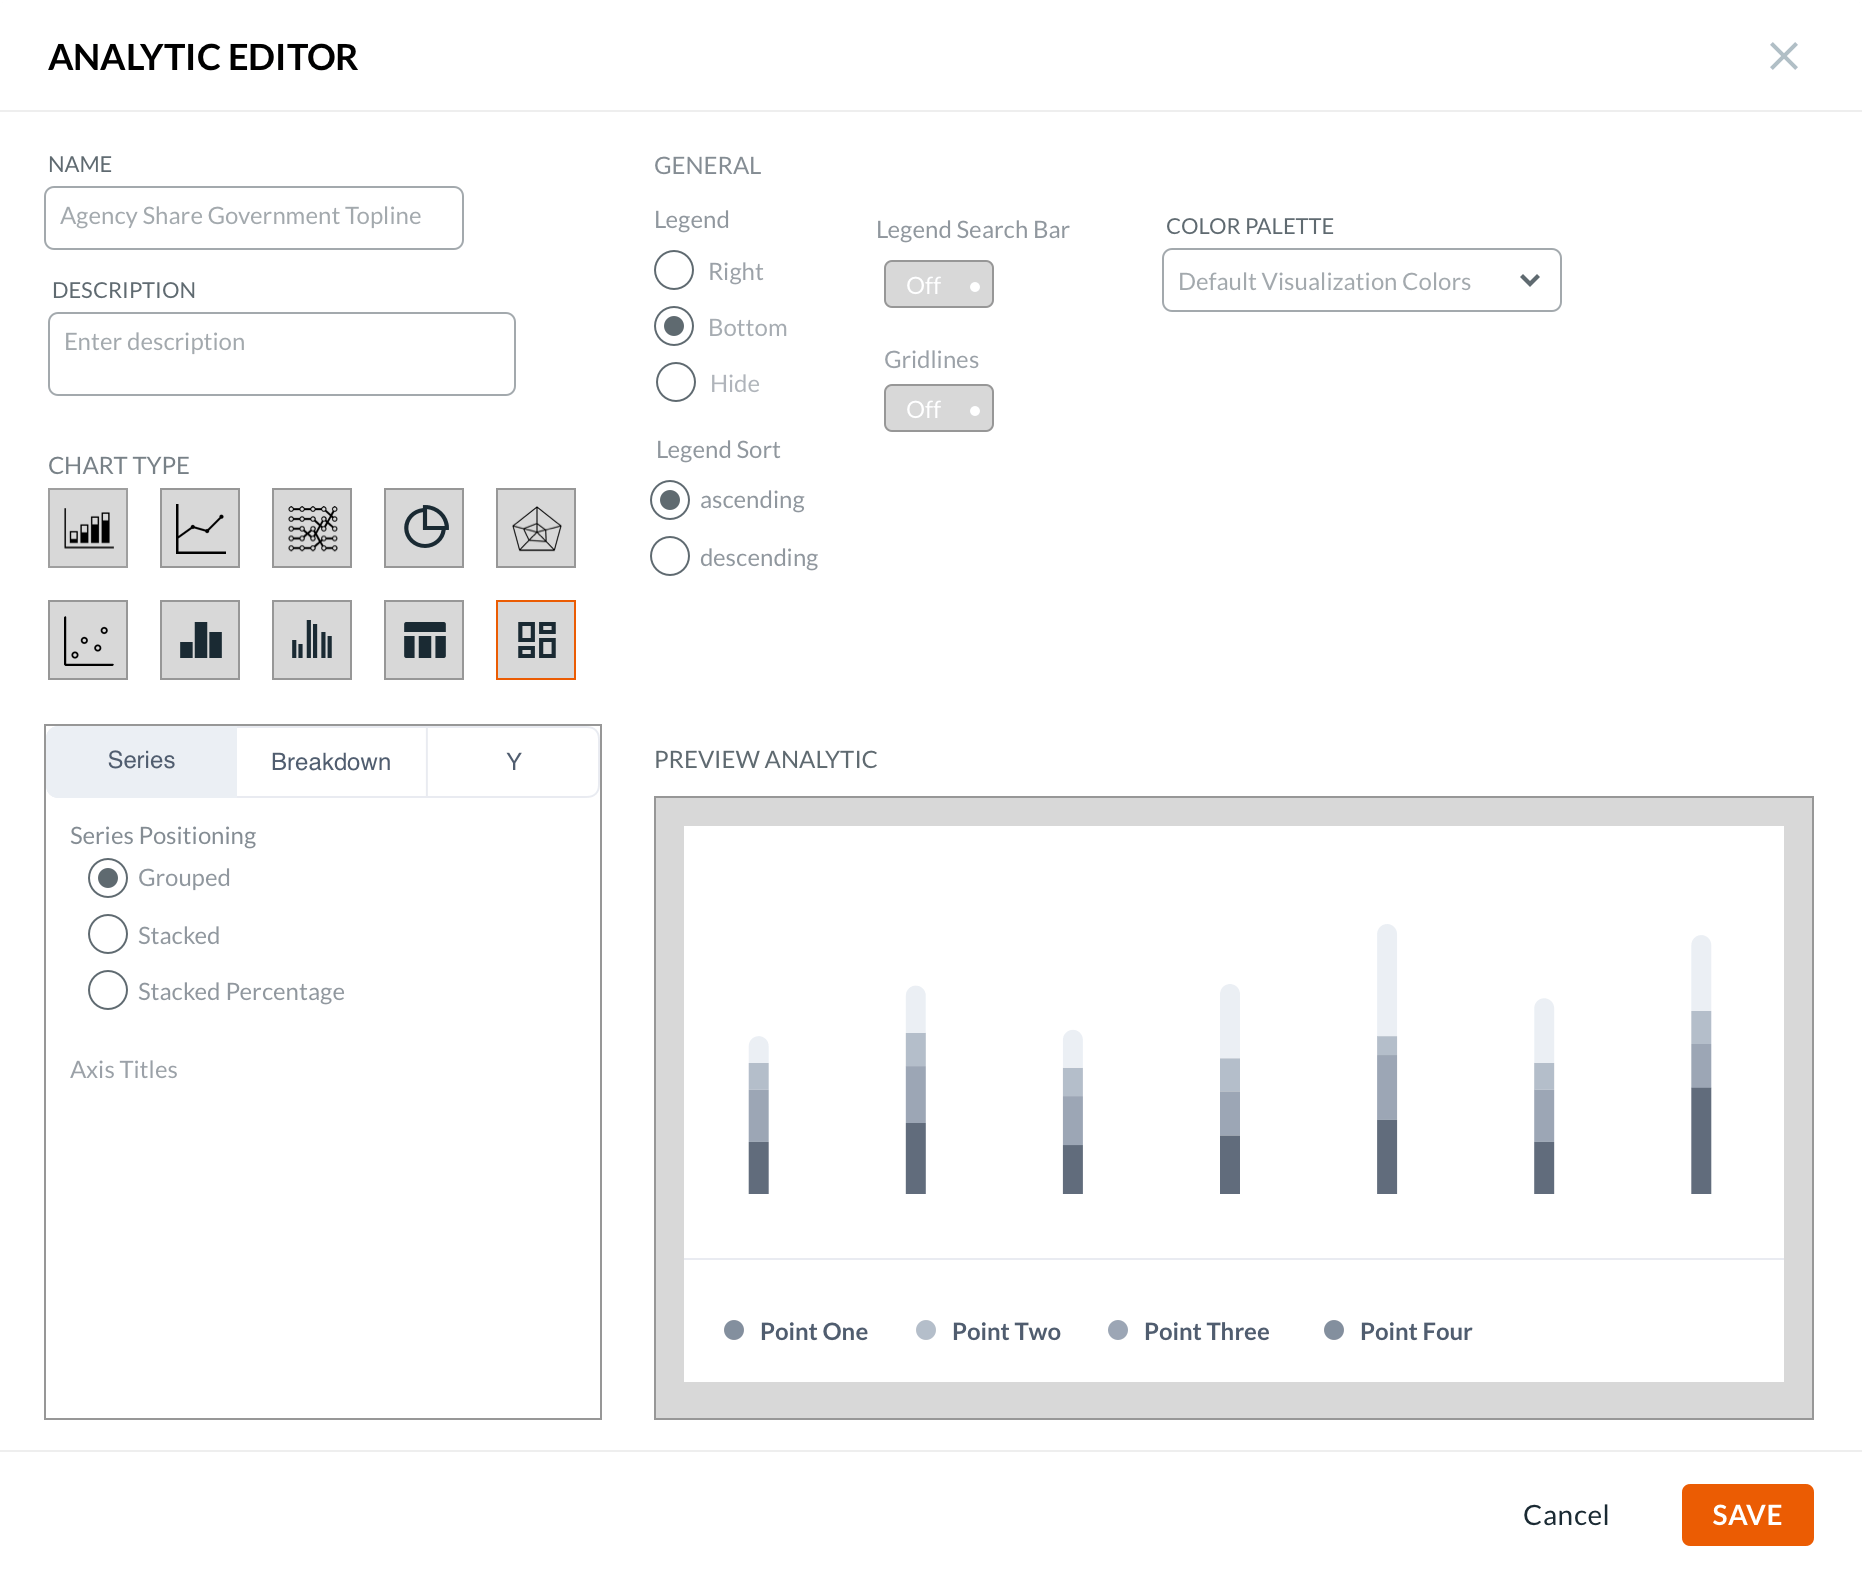 ANALYTIC EDITOR
NAME
Agency Share Government Topline
DESCRIPTION
Enter description
CHART TYPE
GENERAL
Legend
Right
Bottom
Hide
Legend Sort
ascending
descending
Legend Search Bar
Off
Gridlines
Off
COLOR PALETTE
Default Visualization Colors
Series Breakdown Y
Series Positioning
Grouped
Stacked
Stacked Percentage
Axis Titles
PREVIEW ANALYTIC
Point One Point Two Point Three Point Four
Cancel SAVE